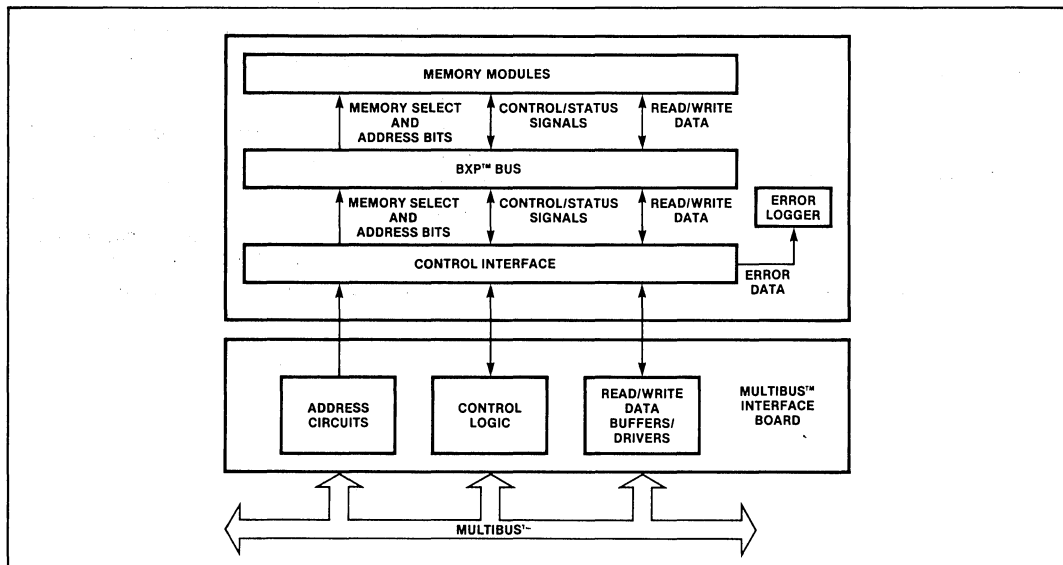 MEMORY MODULES
MEMORY SELECT
AND
ADDRESS BITS
CONTROL/STATUS
SIGNALS
READ/WRITE
DATA
BXP™ BUS
MEMORY SELECT
AND
ADDRESS BITS
CONTROL/STATUS
SIGNALS
READ/WRITE
DATA
ERROR
LOGGER
CONTROL INTERFACE
ERROR
DATA
ADDRESS
CIRCUITS
CONTROL
LOGIC
READ/WRITE
DATA
BUFFERS/
DRIVERS
MULTIBUS™
INTERFACE
BOARD
MULTIBUS™